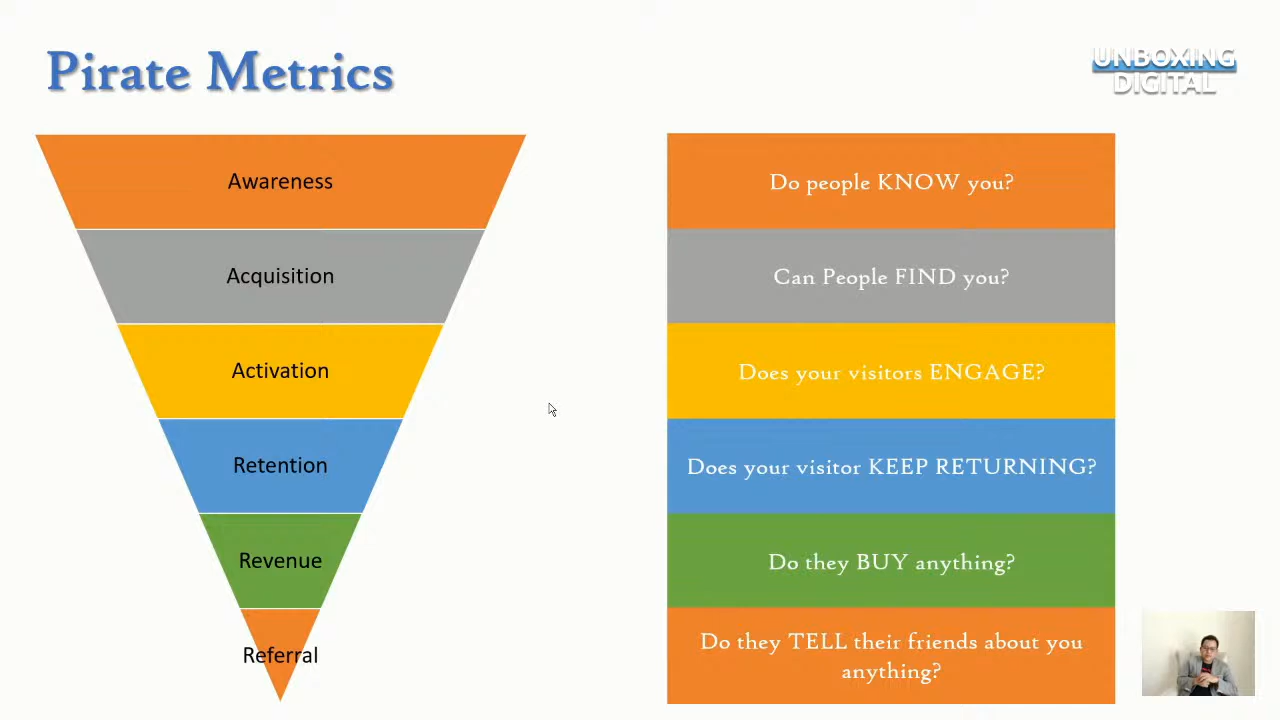 Pirate Metrics
UNBOXING
DIGITAL
Awareness
Do people KNOW you?
Acquisition
Can People FIND you?
Activation
Does your visitors ENGAGE?
Retention
Does your visitor KEEP RETURNING?
Revenue
Do they BUY anything?
Referral
Do they TELL their friends about you
anything?